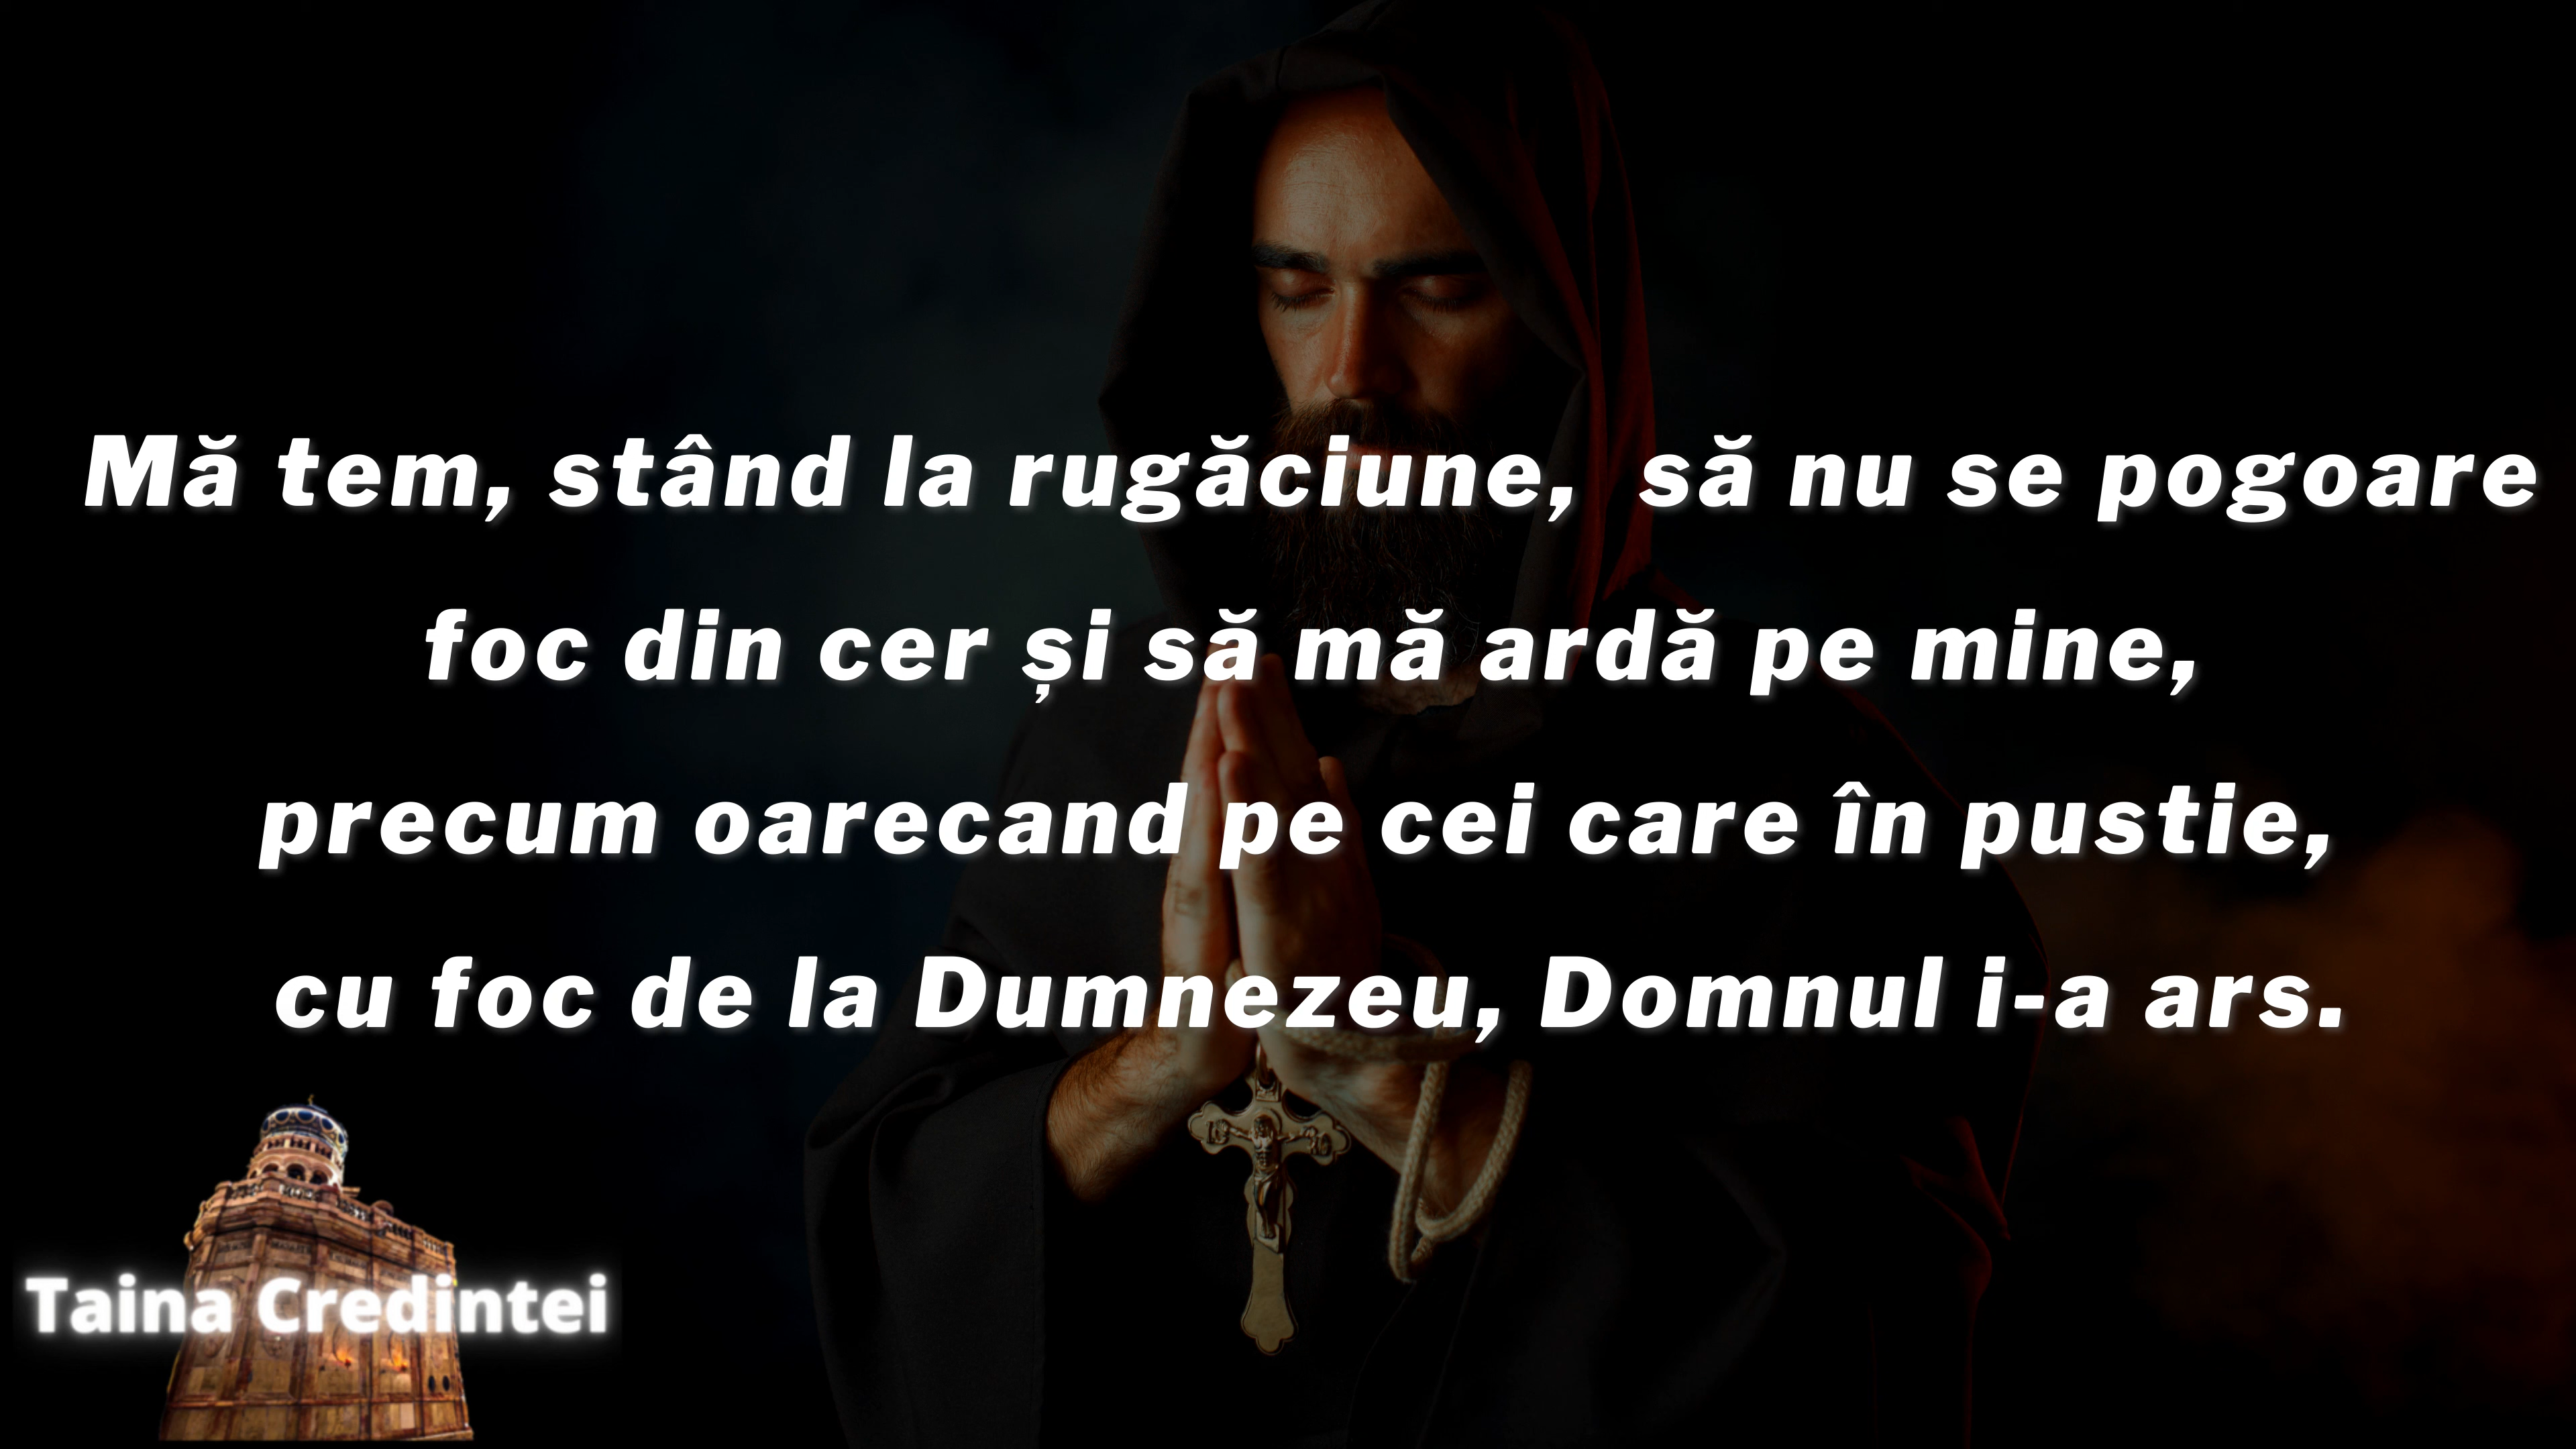 Mă tem, stând la rugăciune, să nu se pogoare
foc din cer și să mă ardă pe mine,
precum oarecand pe cei care în pustie,
cu foc de la Dumnezeu, Domnul i-a ars.
Taina Credintei